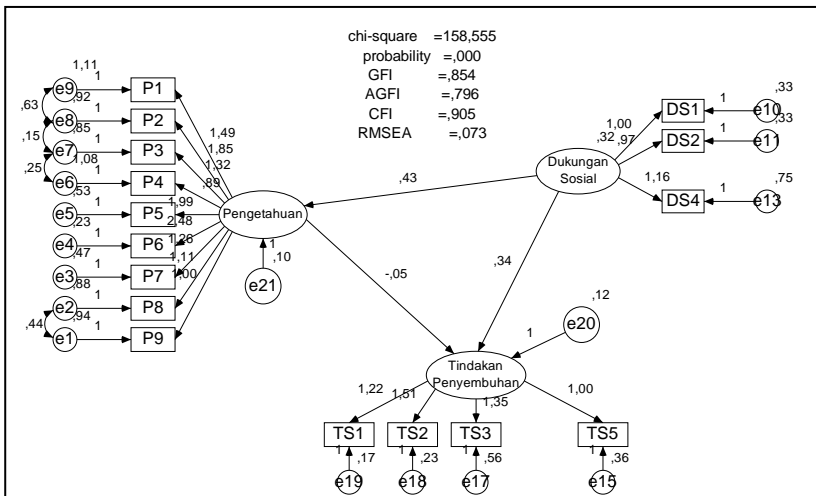 chi-square =158,555
probability =,000
GFI =,854
AGFI =,796
CFI =,905
RMSEA =,073
1,11
e9 1 P1
,63 ,92
e8 1 P2
,15 ,85
e7 1 P3
1,08
,25 e6 1 P4
,53
e5 1 P5
,23
e4 1 P6
,47
e3 1 P7
,88
e2 1 P8
,44 ,94
e1 1 P9
1,49
1,85
1,32
,89
1,99
2,48
1,26
1,11
1,00
Pengetahuan
1
,10
e21
,43
-,05
,34
Dukungan
Sosial
,32
1,00
,97
1,16
DS1 1 e10 ,33
DS2 1 e11 ,33
DS4 1 e13 ,75
,12
e20
1
Tindakan
Penyembuhan
1,22 1,51 1,35 1,00
TS1 TS2 TS3 TS5
1 ,17 1 ,23 1 ,56 1 ,36
e19 e18 e17 e15